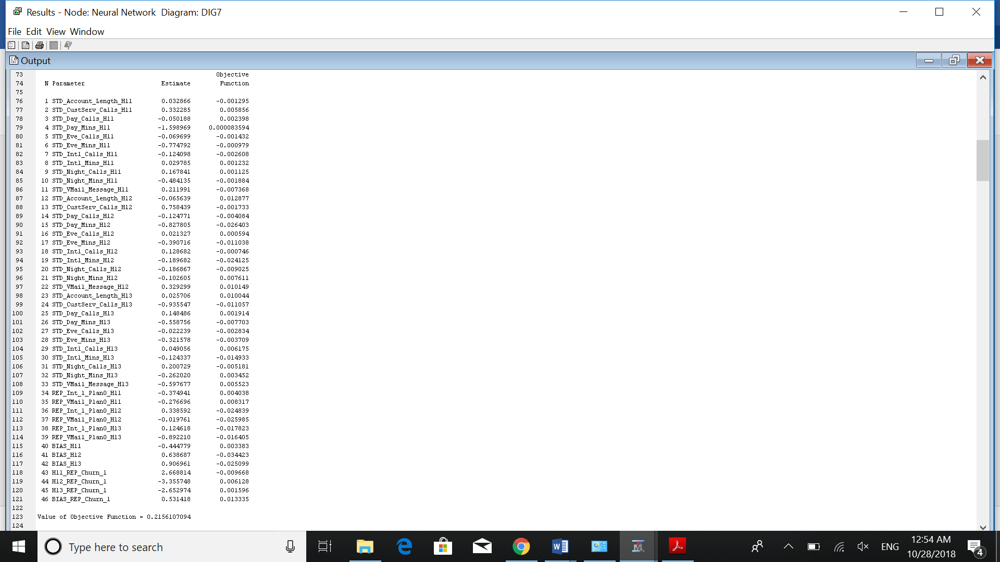 Results - Node: Neural Network Diagram: DIG7
File Edit View Window
Output
73 Objective
74 N Parameter Estimate Function
75
76 1 STD_Account_Length_H11 0.032866 -0.001295
77 2 STD_CustServ_Calls_H11 0.332285 0.005856
78 3 STD_Day_Calls_H11 -0.050188 0.002398
79 4 STD_Day_Mins_H11 -1.598969 0.000083594
80 5 STD_Eve_Calls_H11 -0.069699 -0.001432
81 6 STD_Eve_Mins_H11 -0.774792 -0.000979
82 7 STD_Intl_Calls_H11 -0.124098 -0.002608
83 8 STD_Intl_Mins_H11 0.029785 0.001232
84 9 STD_Night_Calls_H11 0.167841 0.001125
85 10 STD_Night_Mins_H11 -0.484135 -0.001884
86 11 STD_VMail_Message_H11 0.211991 -0.007368
87 12 STD_Account_Length_H12 -0.065639 0.012877
88 13 STD_CustServ_Calls_H12 0.758439 -0.001733
89 14 STD_Day_Calls_H12 -0.124771 -0.004084
90 15 STD_Day_Mins_H12 -0.827805 -0.026403
91 16 STD_Eve_Calls_H12 0.021327 0.000594
92 17 STD_Eve_Mins_H12 -0.390716 -0.011038
93 18 STD_Intl_Calls_H12 0.128682 -0.000746
94 19 STD_Intl_Mins_H12 -0.189682 -0.024125
95 20 STD_Night_Calls_H12 -0.186867 -0.009025
96 21 STD_Night_Mins_H12 -0.102605 0.007611
97 22 STD_VMail_Message_H12 0.329299 0.010149
98 23 STD_Account_Length_H13 0.025706 0.010044
99 24 STD_CustServ_Calls_H13 -0.935547 -0.011057
100 25 STD_Day_Calls_H13 0.148486 0.001914
101 26 STD_Day_Mins_H13 -0.558756 -0.007703
102 27 STD_Eve_Calls_H13 -0.022239 -0.002834
103 28 STD_Eve_Mins_H13 -0.321578 -0.003709
104 29 STD_Intl_Calls_H13 0.049056 0.006175
105 30 STD_Intl_Mins_H13 -0.124337 -0.014933
106 31 STD_Night_Calls_H13 0.200729 -0.005181
107 32 STD_Night_Mins_H13 -0.262020 0.003452
108 33 STD_VMail_Message_H13 -0.597677 0.005523
109 34 REP_Int_l_Plan0_H11 -0.374941 0.004038
110 35 REP_VMail_Plan0_H11 -0.276696 0.008317
111 36 REP_Int_l_Plan0_H12 0.338592 -0.024839
112 37 REP_VMail_Plan0_H12 -0.019761 -0.025985
113 38 REP_Int_l_Plan0_H13 0.124618 -0.017823
114 39 REP_VMail_Plan0_H13 -0.892210 -0.016405
115 40 BIAS_H11 -0.444779 0.003383
116 41 BIAS_H12 0.638687 -0.034423
117 42 BIAS_H13 0.906961 -0.025099
118 43 H11_REP_Churn_1 2.668814 -0.009668
119 44 H12_REP_Churn_1 -3.355748 0.006128
120 45 H13_REP_Churn_1 -2.652974 0.001596
121 46 BIAS_REP_Churn_1 0.531418 0.013335
122
123 Value of Objective Function = 0.2156107094
124
Type here to search
ENG
12:54 AM
10/28/2018
4